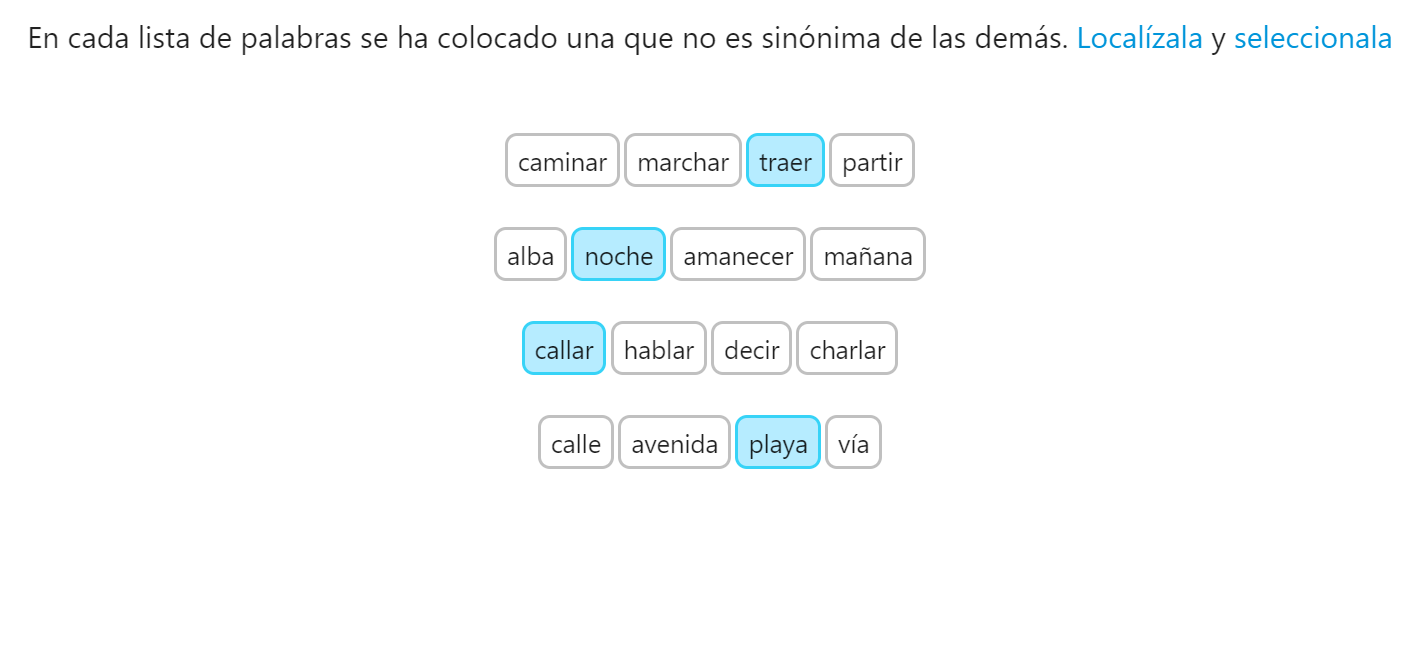 En cada lista de palabras se ha colocado una que no es sinónima de las demás. Localízala y seleccionala
caminar marchar traer partir
alba noche amanecer mañana
callar hablar decir charlar
calle avenida playa vía